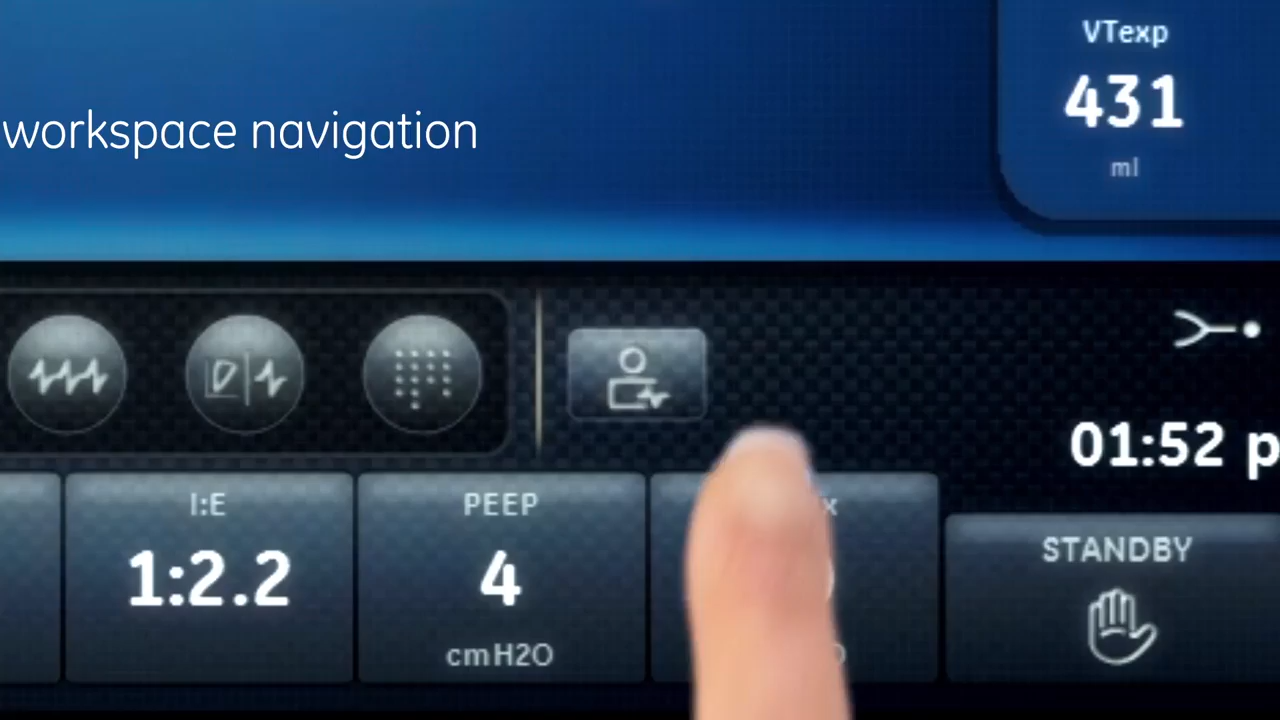 VTexp
431
ml
workspace navigation
01:52 p
I:E
1:2.2
PEEP
4
cmH2O
x
STANDBY